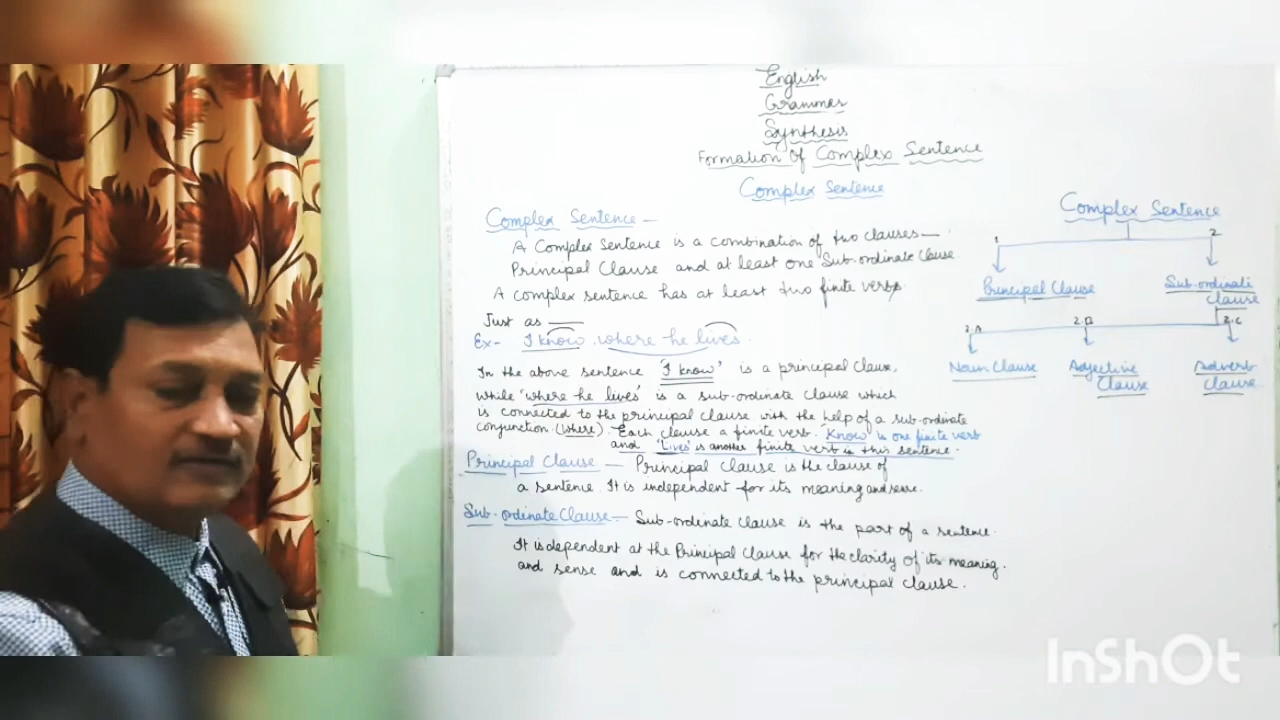 English
Grammar
Synthesis
Formation of Complex Sentence
Complex Sentence
Complex Sentence —
A Complex Sentence is a combination of two clauses —
Principal Clause and at least one Sub-ordinate Clause
A complex sentence has at least two finite verbs.
Just as —
Ex- I know where he lives.
In the above sentence 'I know' is a principal clause,
while 'where he lives' is a sub-ordinate clause which
is connected to the principal clause with the help of a sub-ordinate
conjunction (where). Each clause a finite verb. 'Know' is one finite verb
and 'Lives' is another finite verb in this sentence.
Principal Clause — Principal Clause is the clause of
a sentence. It is independent for its meaning and sense.
Sub-ordinate Clause — Sub-ordinate clause is the part of a sentence.
It is dependent at the Principal Clause for the clarity of its meaning.
and sense and is connected to the principal clause.
Complex Sentence
1 2
Principal Clause Sub-ordinate
Clause
2.A 2.B 2.C
Noun Clause Adjective Adverb
Clause Clause
InShOt